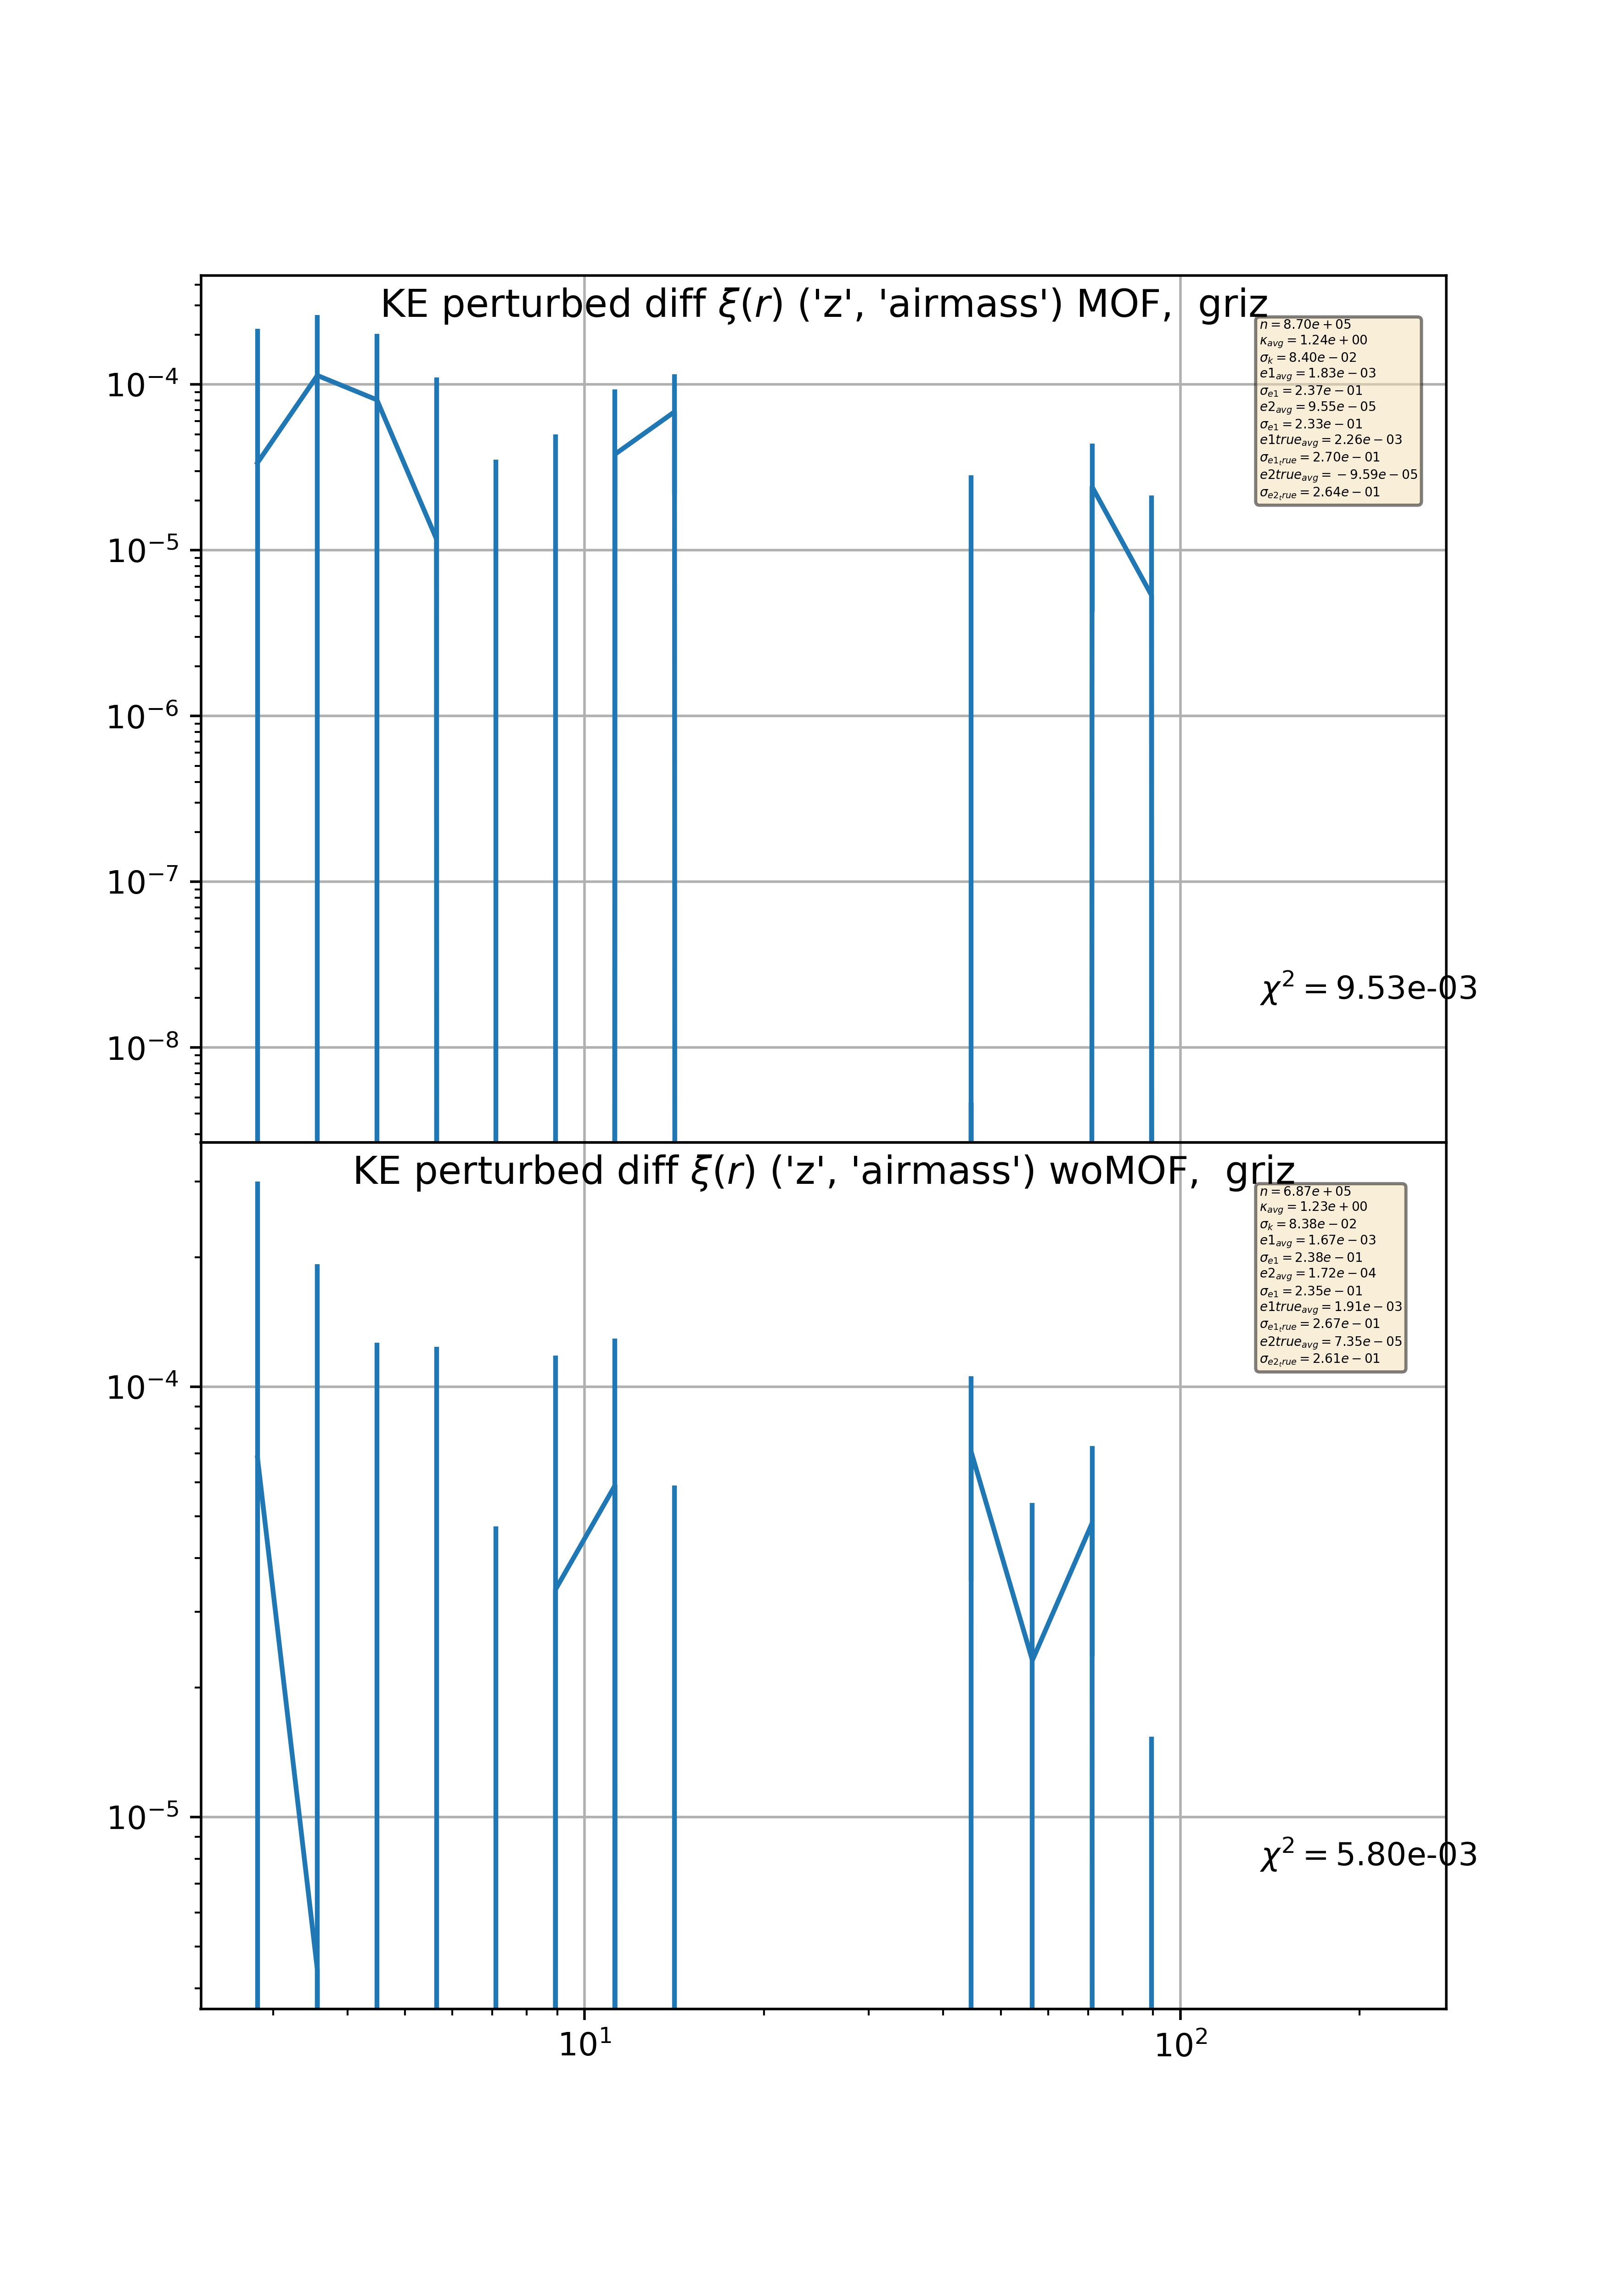 KE perturbed diff ξ(r) ('z', 'airmass') MOF, griz
n = 8.70e + 05
κavg = 1.24e + 00
σk = 8.40e − 02
e1avg = 1.83e − 03
σe1 = 2.37e − 01
e2avg = 9.55e − 05
σe1 = 2.33e − 01
e1trueavg = 2.26e − 03
σe1true = 2.70e − 01
e2trueavg = − 9.59e − 05
σe2true = 2.64e − 01
10⁻⁴
10⁻⁵
10⁻⁶
10⁻⁷
10⁻⁸
χ² = 9.53e-03
KE perturbed diff ξ(r) ('z', 'airmass') woMOF, griz
n = 6.87e + 05
κavg = 1.23e + 00
σk = 8.38e − 02
e1avg = 1.67e − 03
σe1 = 2.38e − 01
e2avg = 1.72e − 04
σe1 = 2.35e − 01
e1trueavg = 1.91e − 03
σe1true = 2.67e − 01
e2trueavg = 7.35e − 05
σe2true = 2.61e − 01
10⁻⁴
10⁻⁵
χ² = 5.80e-03
10¹
10²